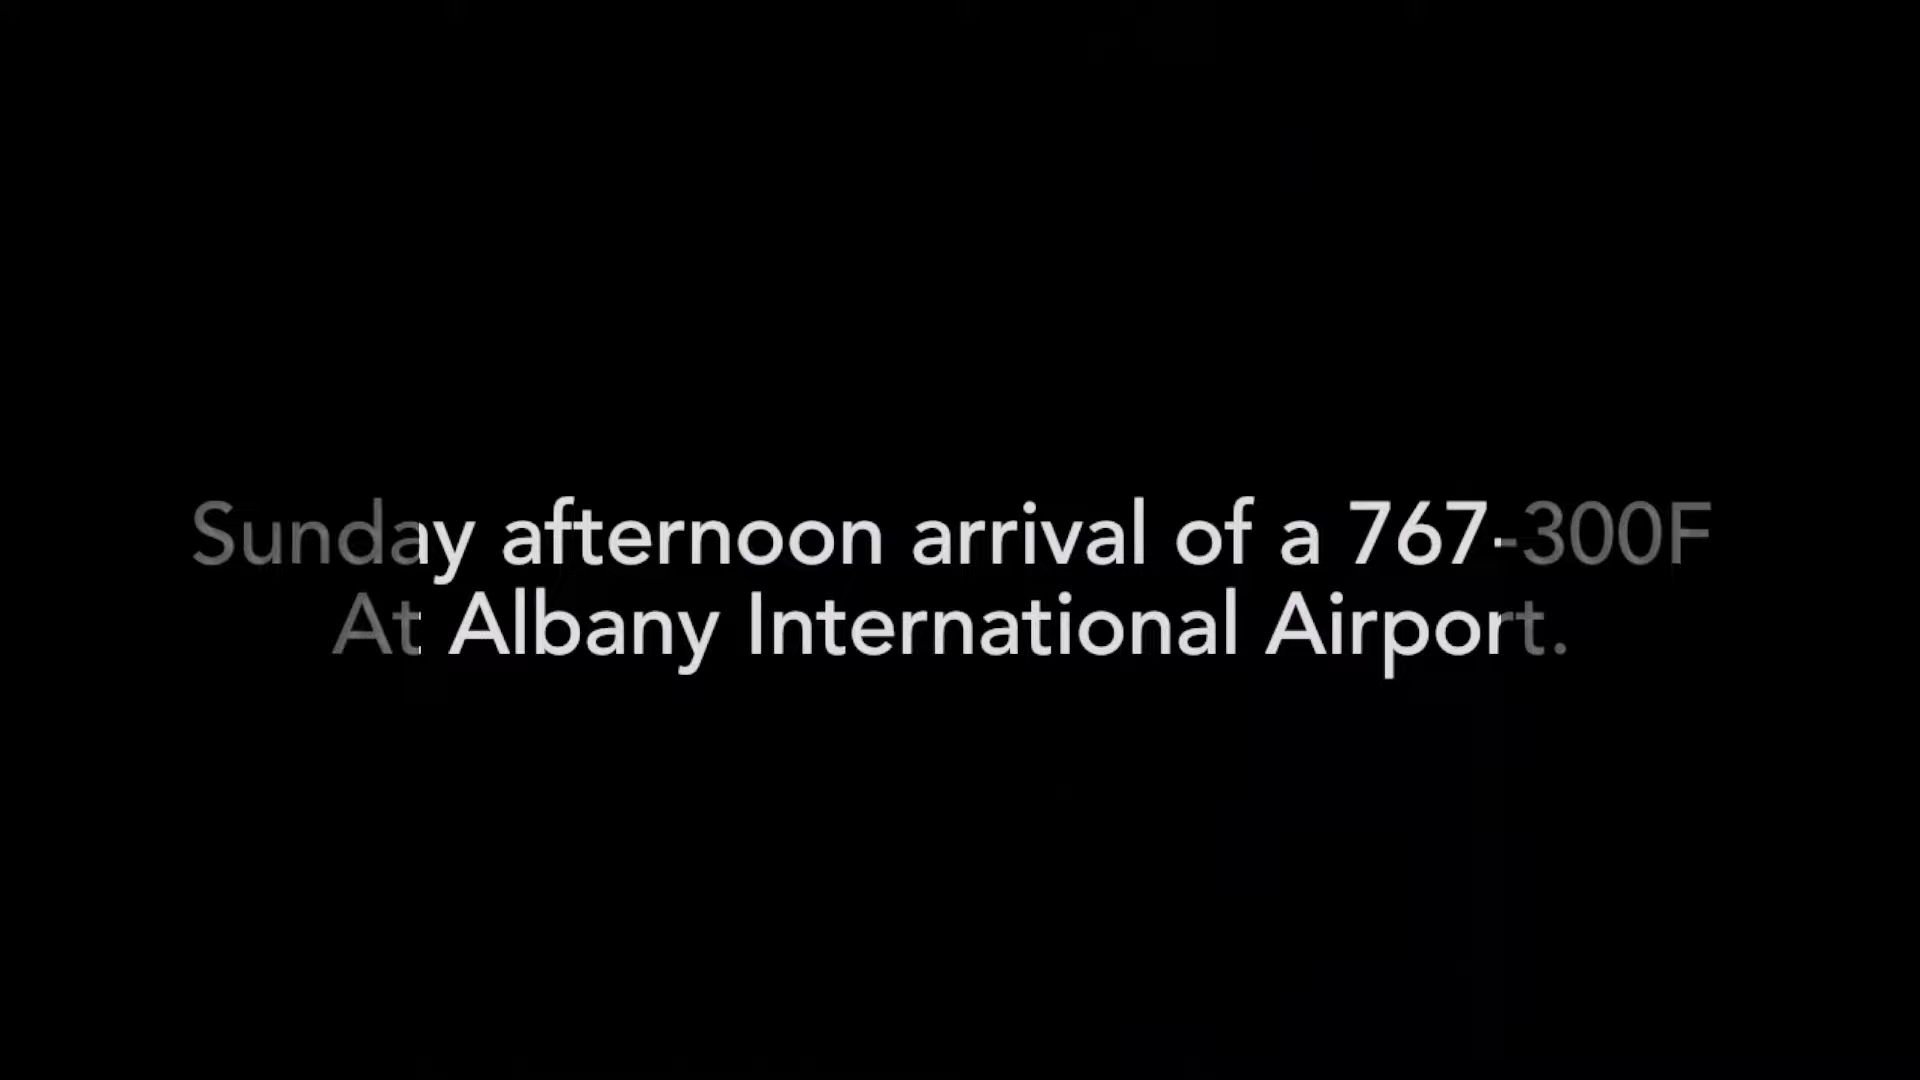 Sunday afternoon arrival of a 767-300F
At Albany International Airport.